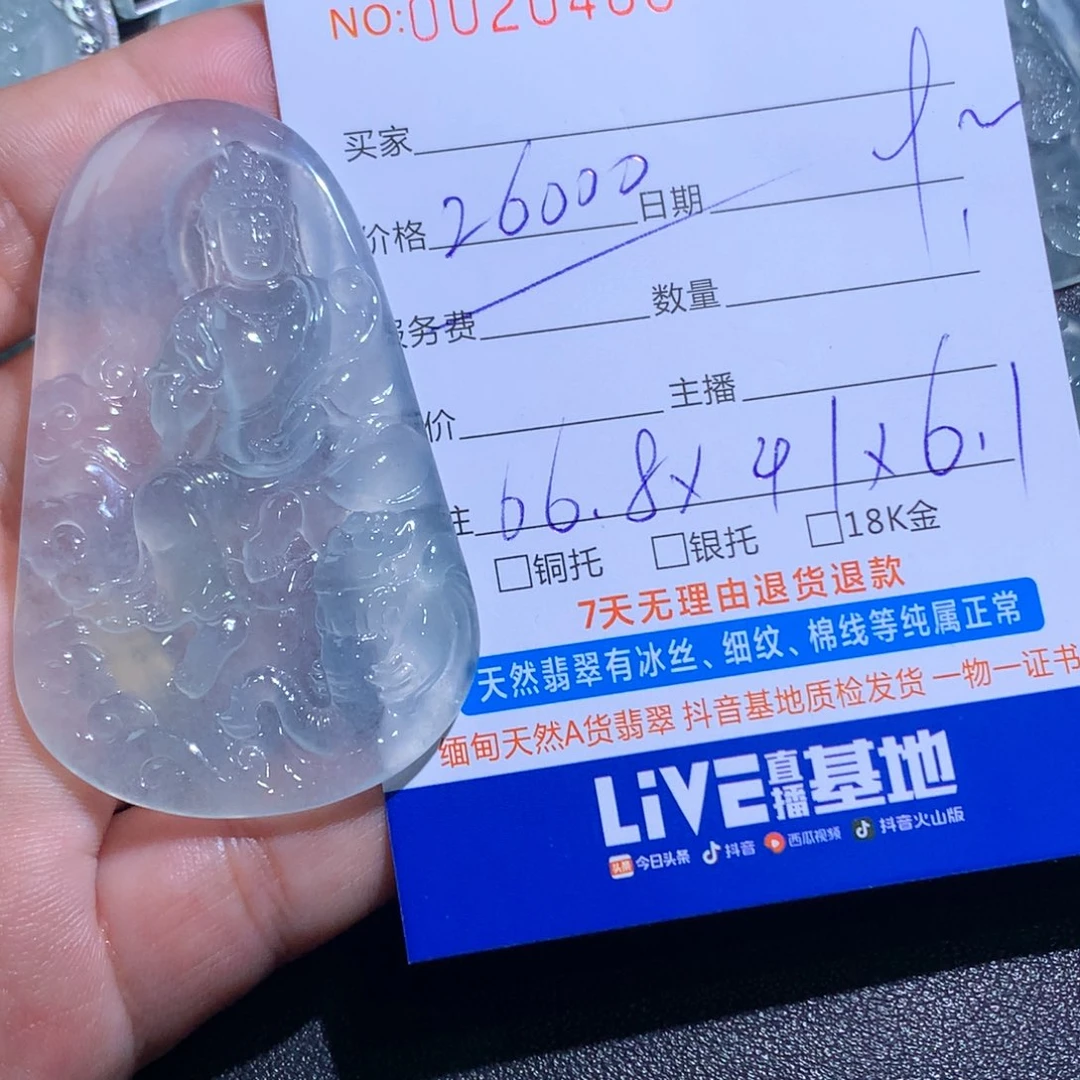 NO:0020400
买家
价格 26000 日期
服务费 数量
价 主播
注 66.8x41x6.1
□铜托 □银托 □18K金
7天无理由退货退款
天然翡翠有冰丝、细纹、棉线等纯属正常
缅甸天然A货翡翠 抖音基地质检发货 一物一证书
LiVE直播基地
头条 今日头条 抖音 西瓜视频 抖音火山版